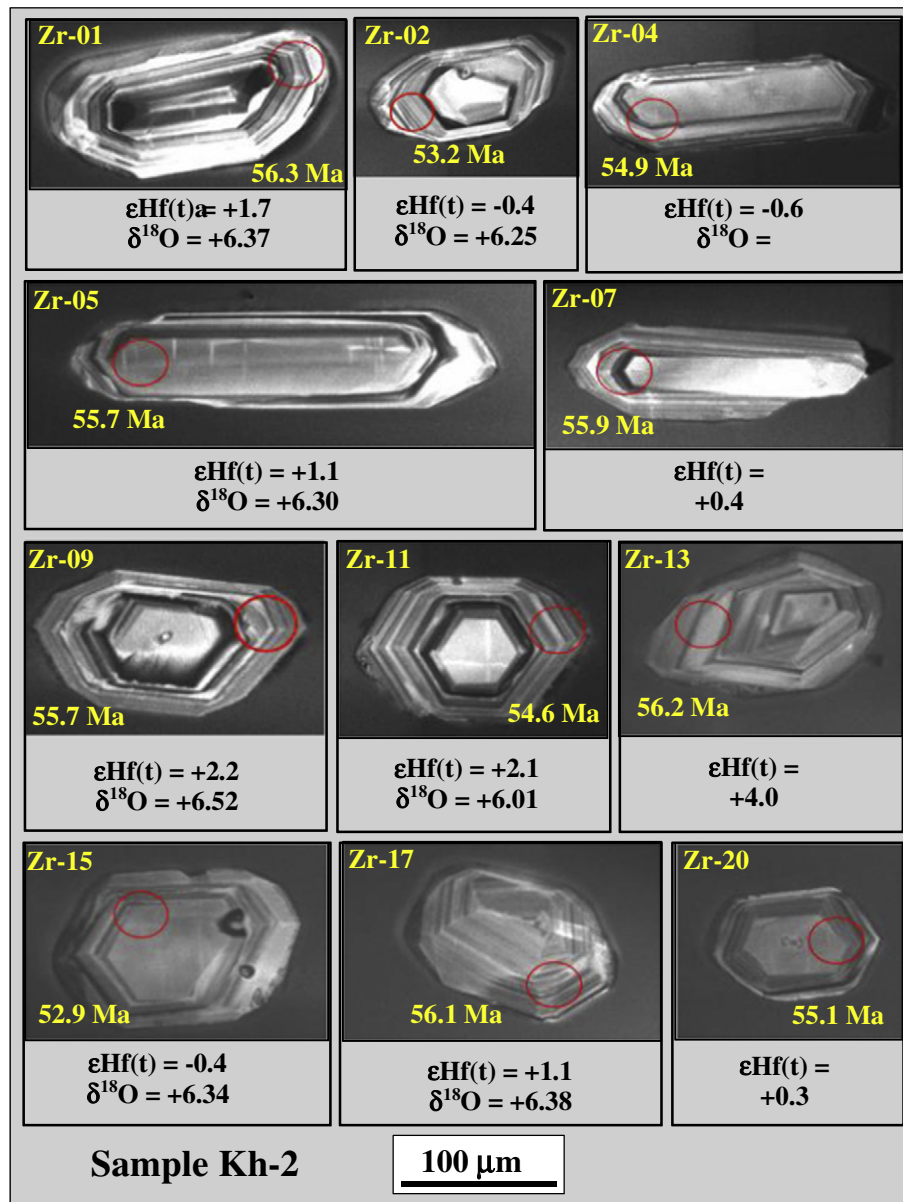 Zr-01
56.3 Ma
εHf(t)a= +1.7
δ¹⁸O = +6.37
Zr-02
53.2 Ma
εHf(t) = -0.4
δ¹⁸O = +6.25
Zr-04
54.9 Ma
εHf(t) = -0.6
δ¹⁸O =
Zr-05
55.7 Ma
εHf(t) = +1.1
δ¹⁸O = +6.30
Zr-07
55.9 Ma
εHf(t) =
+0.4
Zr-09
55.7 Ma
εHf(t) = +2.2
δ¹⁸O = +6.52
Zr-11
54.6 Ma
εHf(t) = +2.1
δ¹⁸O = +6.01
Zr-13
56.2 Ma
εHf(t) =
+4.0
Zr-15
52.9 Ma
εHf(t) = -0.4
δ¹⁸O = +6.34
Zr-17
56.1 Ma
εHf(t) = +1.1
δ¹⁸O = +6.38
Zr-20
55.1 Ma
εHf(t) =
+0.3
Sample Kh-2
100 μm